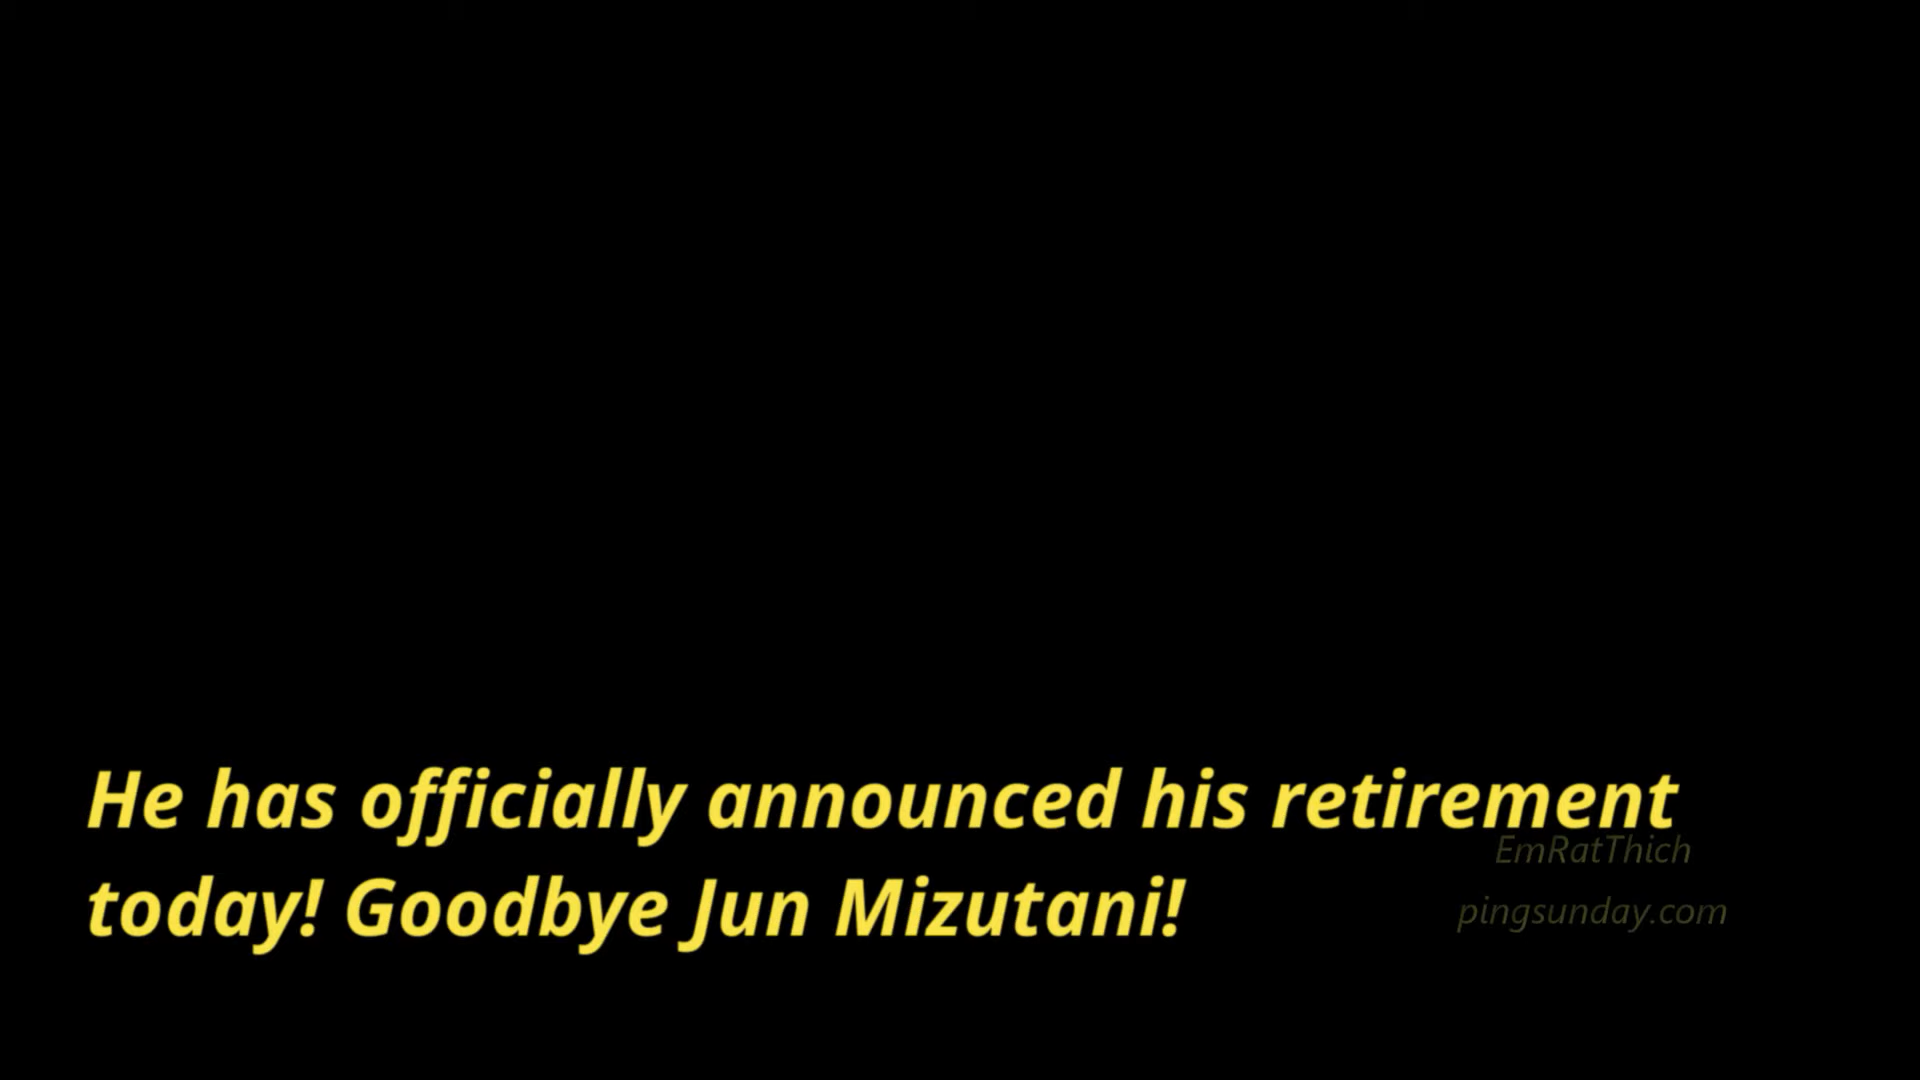 He has officially announced his retirement
today! Goodbye Jun Mizutani!
EmRatThich
pingsunday.com